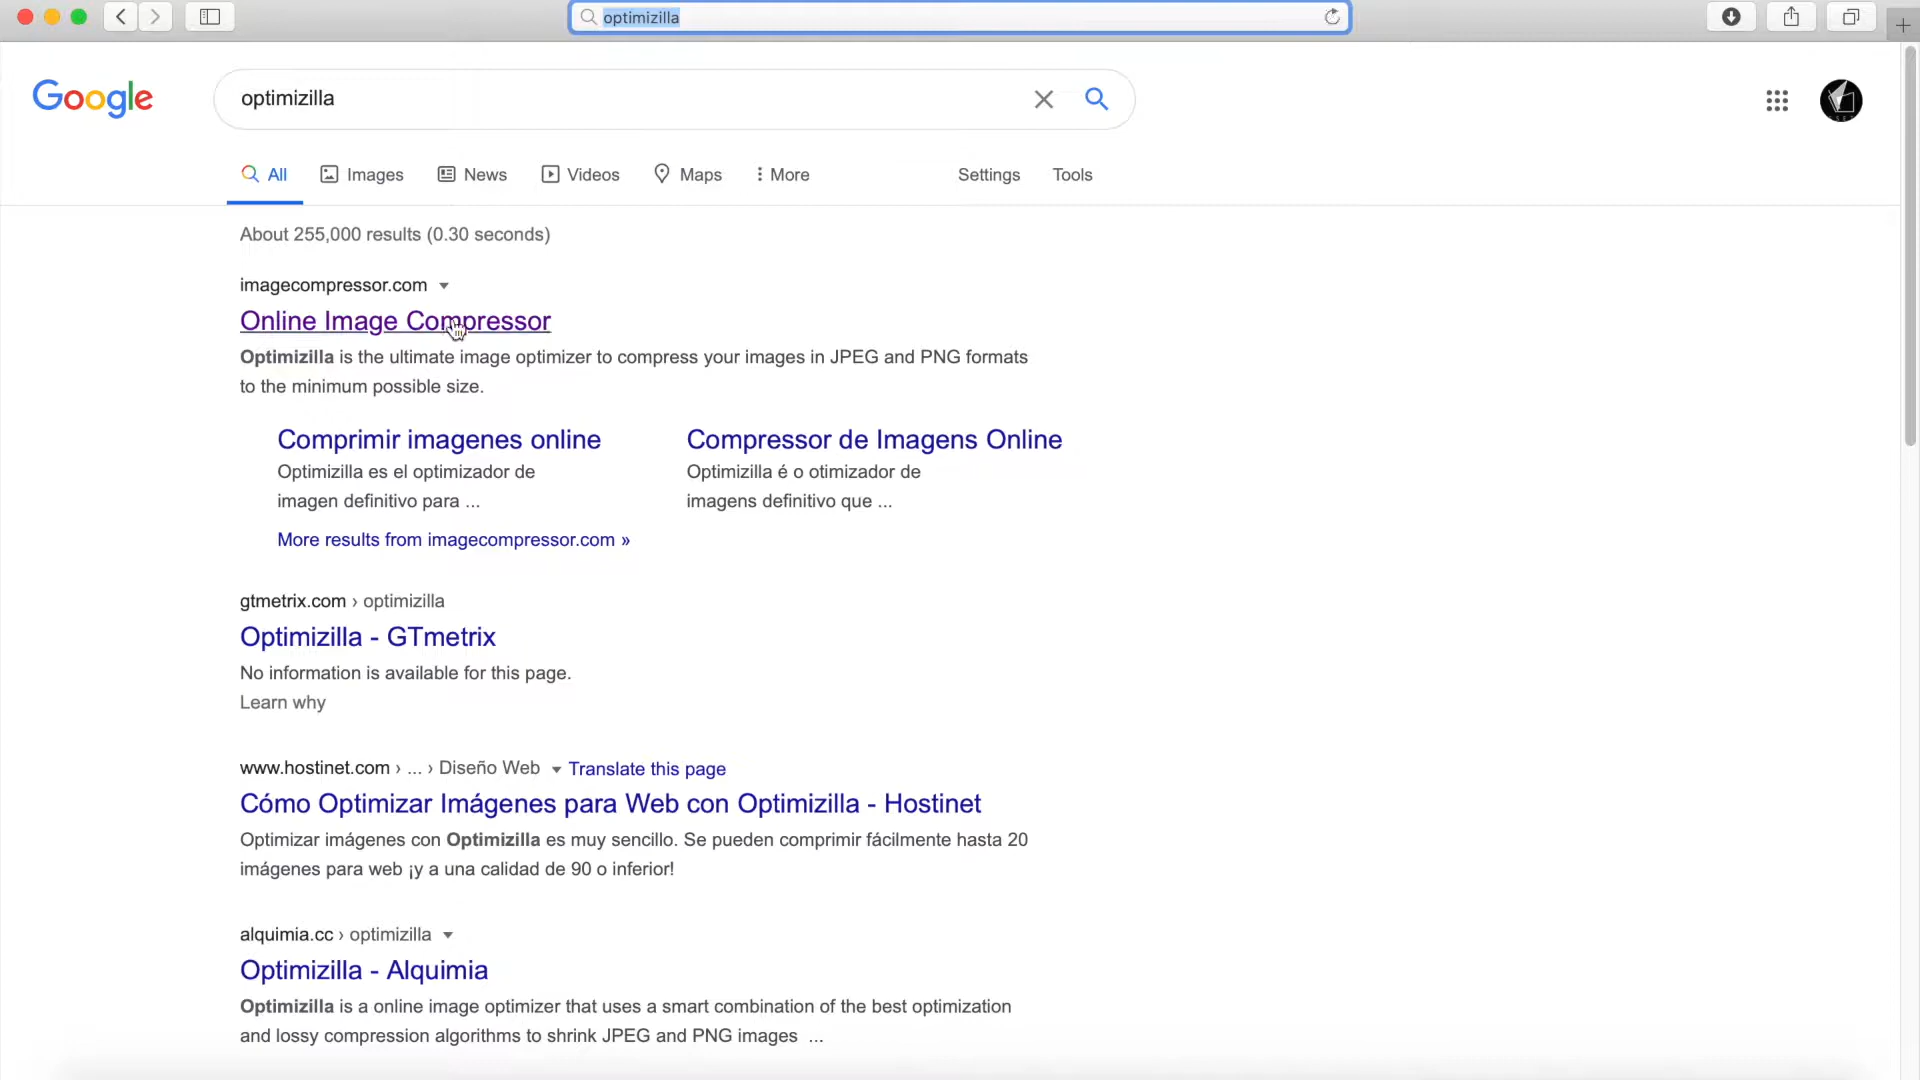 optimizilla
Google
optimizilla
All Images News Videos Maps More Settings Tools
About 255,000 results (0.30 seconds)
imagecompressor.com
Online Image Compressor
Optimizilla is the ultimate image optimizer to compress your images in JPEG and PNG formats
to the minimum possible size.
Comprimir imagenes online
Optimizilla es el optimizador de
imagen definitivo para ...
Compressor de Imagens Online
Optimizilla é o otimizador de
imagens definitivo que ...
More results from imagecompressor.com »
gtmetrix.com › optimizilla
Optimizilla - GTmetrix
No information is available for this page.
Learn why
www.hostinet.com › ... › Diseño Web Translate this page
Cómo Optimizar Imágenes para Web con Optimizilla - Hostinet
Optimizar imágenes con Optimizilla es muy sencillo. Se pueden comprimir fácilmente hasta 20
imágenes para web ¡y a una calidad de 90 o inferior!
alquimia.cc › optimizilla
Optimizilla - Alquimia
Optimizilla is a online image optimizer that uses a smart combination of the best optimization
and lossy compression algorithms to shrink JPEG and PNG images ...